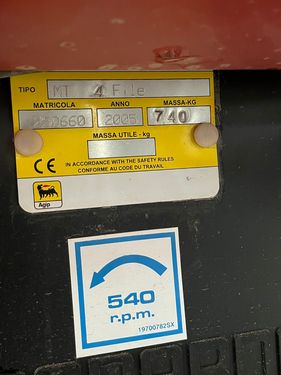 TIPO MT 4 File
MATRICOLA ANNO MASSA-KG
2005 740
MASSA UTILE - kg
CE
IN ACCORDANCE WITH THE SAFETY RULES
CONFORME AU CODE DU TRAVAIL
Agip
540
r.p.m.
19700782SX